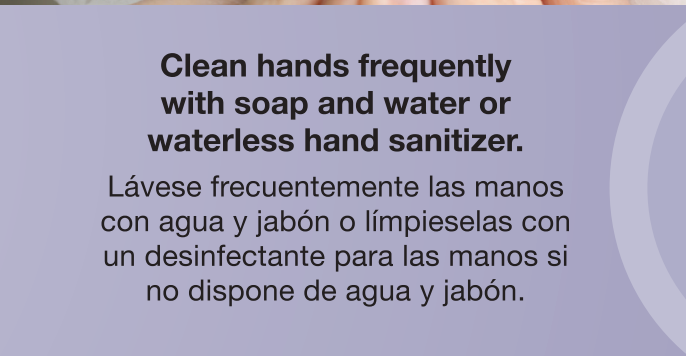 Clean hands frequently
with soap and water or
waterless hand sanitizer.
Lávese frecuentemente las manos
con agua y jabón o límpieselas con
un desinfectante para las manos si
no dispone de agua y jabón.